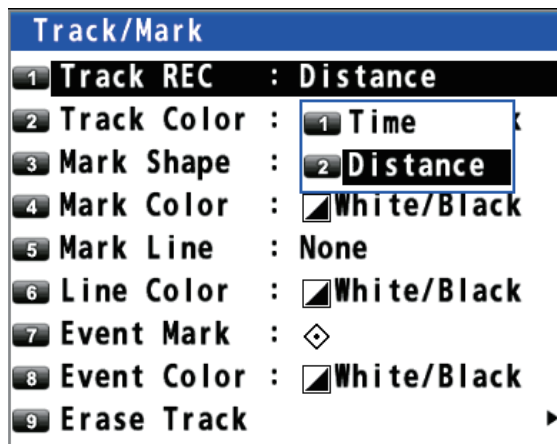 Track/Mark
1 Track REC : Distance
2 Track Color :
1 Time
3 Mark Shape :
2 Distance
4 Mark Color : White/Black
5 Mark Line : None
6 Line Color : White/Black
7 Event Mark :
8 Event Color : White/Black
9 Erase Track